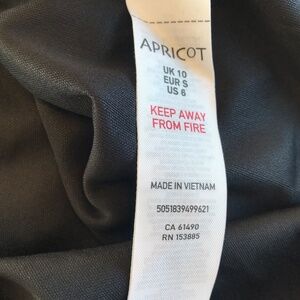 APRICOT
UK 10
EUR S
US 6
KEEP AWAY
FROM FIRE
MADE IN VIETNAM
5051839499621
CA 61490
RN 153885